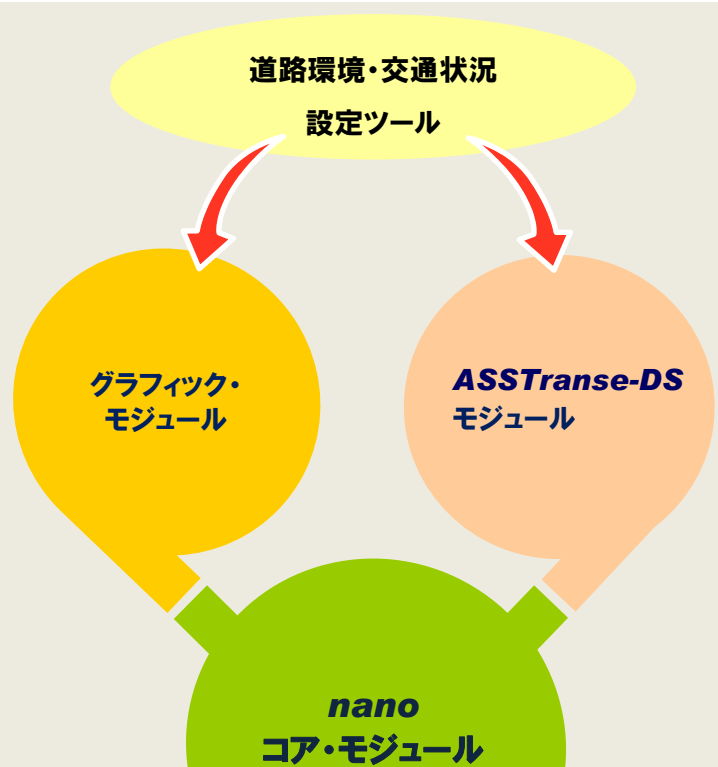 道路環境・交通状況
設定ツール
グラフィック・
モジュール
ASSTranse-DS
モジュール
nano
コア・モジュール